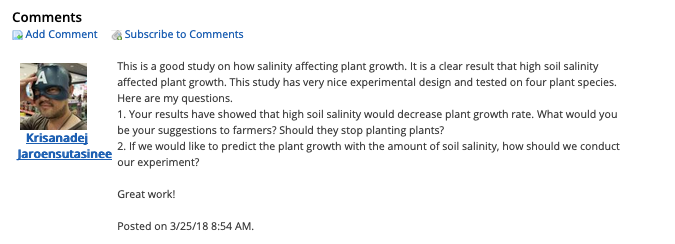 Comments
Add Comment
Subscribe to Comments
Krisanadej
Jaroensutasinee
This is a good study on how salinity affecting plant growth. It is a clear result that high soil salinity
affected plant growth. This study has very nice experimental design and tested on four plant species.
Here are my questions.
1. Your results have showed that high soil salinity would decrease plant growth rate. What would you
be your suggestions to farmers? Should they stop planting plants?
2. If we would like to predict the plant growth with the amount of soil salinity, how should we conduct
our experiment?
Great work!
Posted on 3/25/18 8:54 AM.